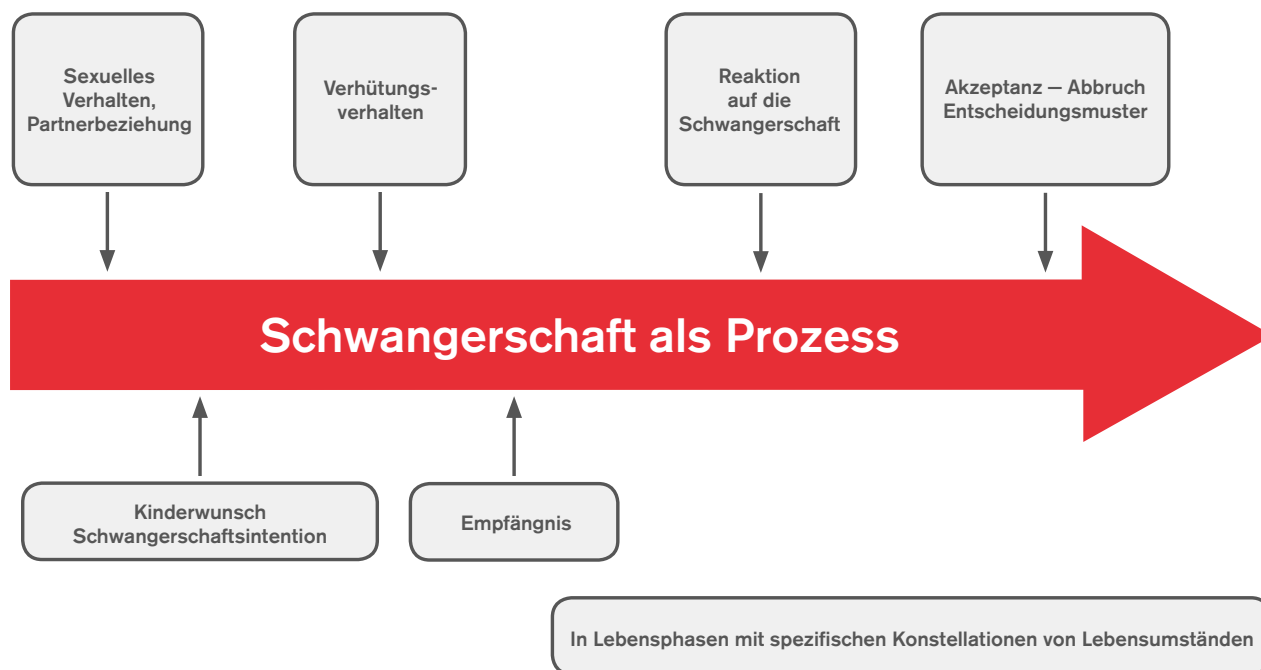 Sexuelles
Verhalten,
Partnerbeziehung
Verhütungs-
verhalten
Reaktion
auf die
Schwangerschaft
Akzeptanz – Abbruch
Entscheidungsmuster
Schwangerschaft als Prozess
Kinderwunsch
Schwangerschaftsintention
Empfängnis
In Lebensphasen mit spezifischen Konstellationen von Lebensumständen